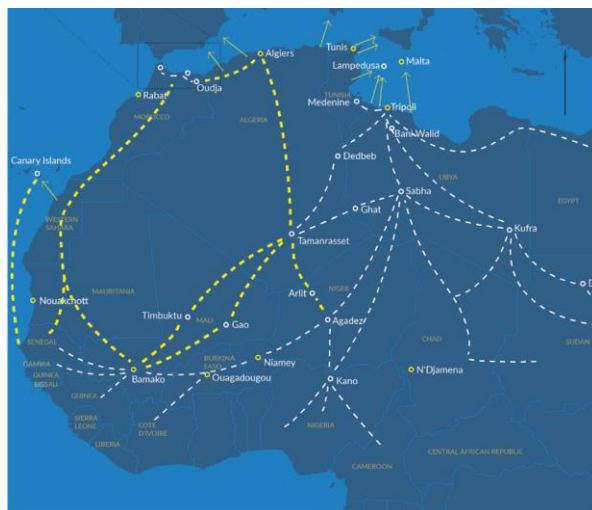 Algiers
Tunis
Malta
Lampedusa
Oudja
Rabat
TUNISIA
Medenine
Tripoli
MOROCCO
ALGERIA
Bani Walid
Canary Islands
Dedbeb
LIBYA
Sabha
EGYPT
Ghat
WESTERN
SAHARA
Kufra
Tamanrasset
D
MAURITANIA
Nouakchott
Arlit
NIGER
Timbuktu
MALI
Gao
Agadez
SENEGAL
CHAD
SUDAN
GAMBIA
BURKINA
FASO
Niamey
GUINEA
BISSAU
Bamako
Ouagadougou
Kano
N'Djamena
GUINEA
SIERRA
LEONE
COTE
D'IVOIRE
NIGERIA
LIBERIA
CENTRAL AFRICAN REPUBLIC
CAMEROON